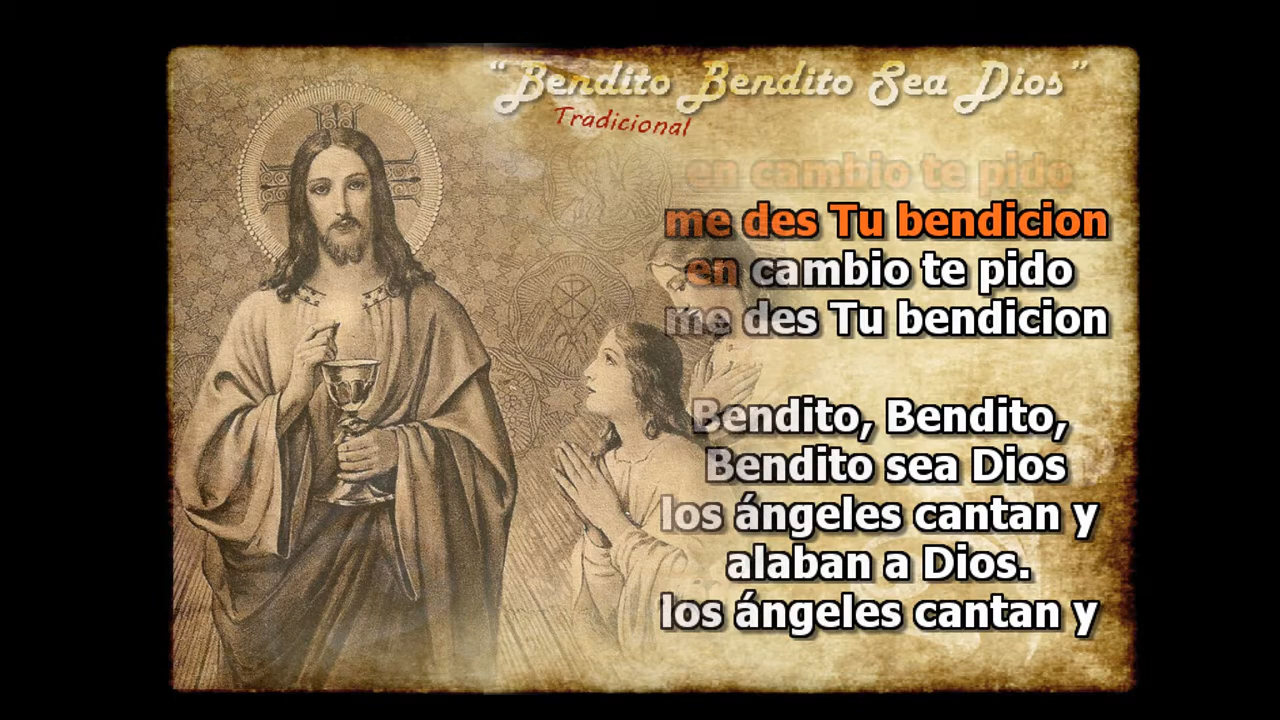 "Bendito Bendito Sea Dios"
Tradicional
en cambio te pido
me des Tu bendicion
en cambio te pido
me des Tu bendicion
Bendito, Bendito,
Bendito sea Dios
los ángeles cantan y
alaban a Dios.
los ángeles cantan y